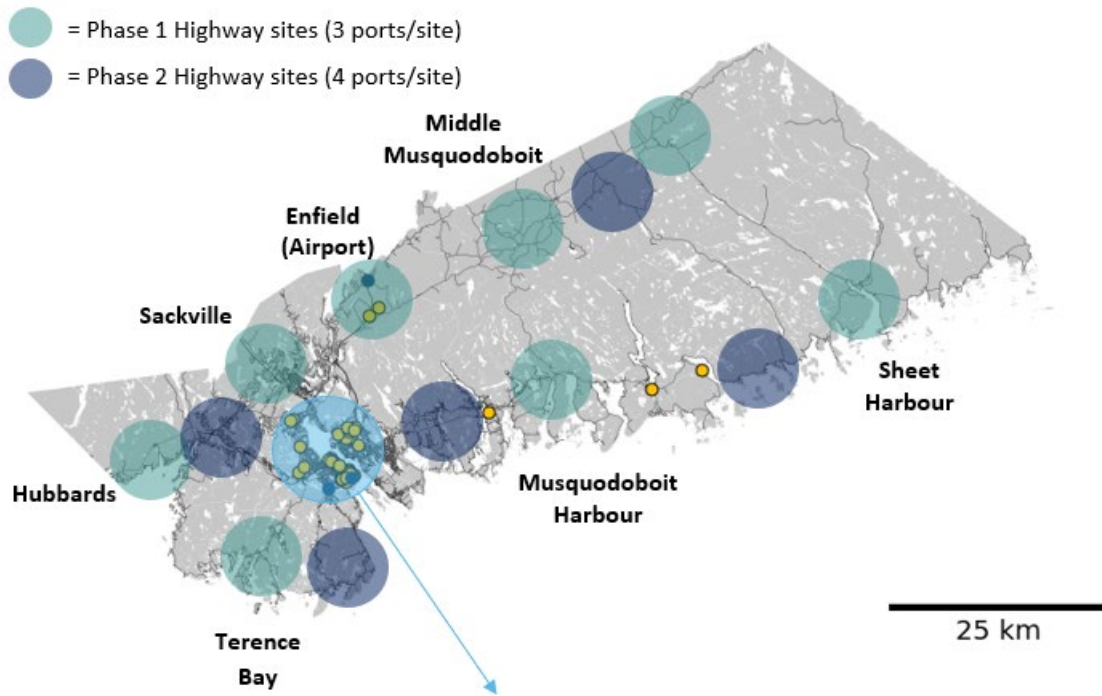 = Phase 1 Highway sites (3 ports/site)
= Phase 2 Highway sites (4 ports/site)
Middle
Musquodoboit
Enfield
(Airport)
Sackville
Sheet
Harbour
Hubbards
Musquodoboit
Harbour
Terence
Bay
25 km